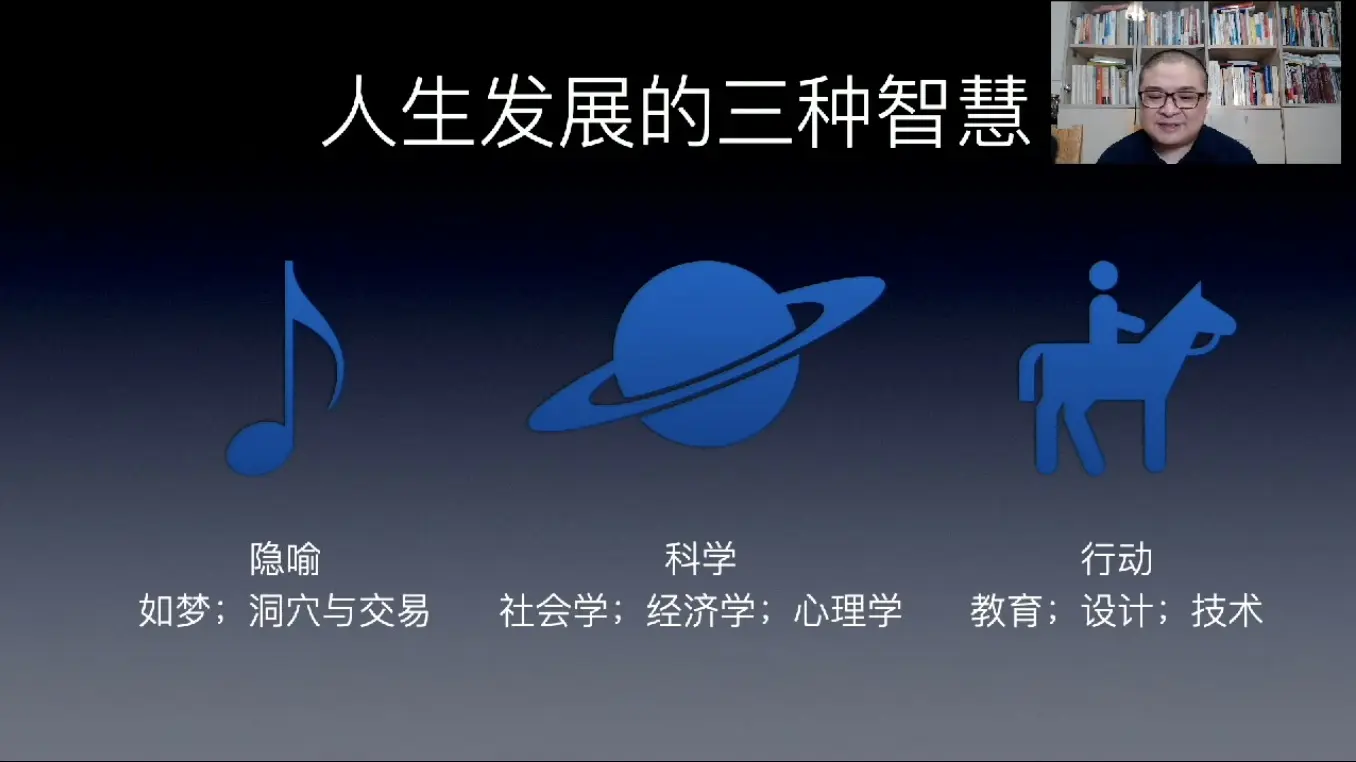 人生发展的三种智慧
隐喻
如梦；洞穴与交易
科学
社会学；经济学；心理学
行动
教育；设计；技术